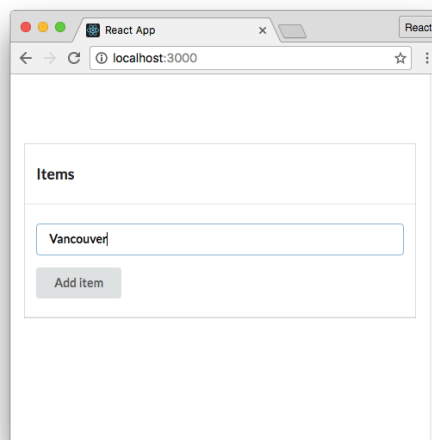 React App
React
localhost:3000
Items
Vancouver
Add item